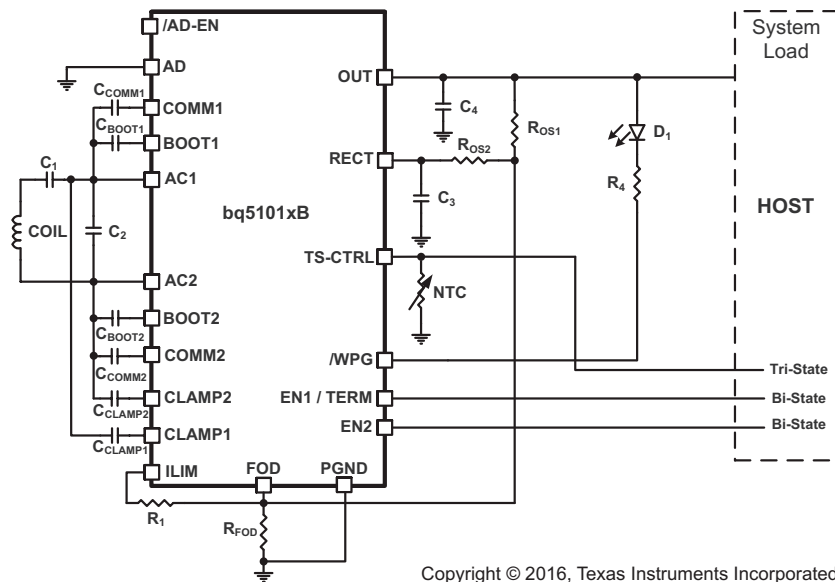 /AD-EN
AD
COMM1
BOOT1
AC1
AC2
BOOT2
COMM2
CLAMP2
CLAMP1
ILIM
FOD
PGND
bq5101xB
OUT
RECT
TS-CTRL
/WPG
EN1 / TERM
EN2
CCOMM1
CBOOT1
C1
COIL
C2
CBOOT2
CCOMM2
CCLAMP2
CCLAMP1
R1
RFOD
C4
ROS1
ROS2
C3
NTC
D1
R4
System
Load
HOST
Tri-State
Bi-State
Bi-State
Copyright © 2016, Texas Instruments Incorporated